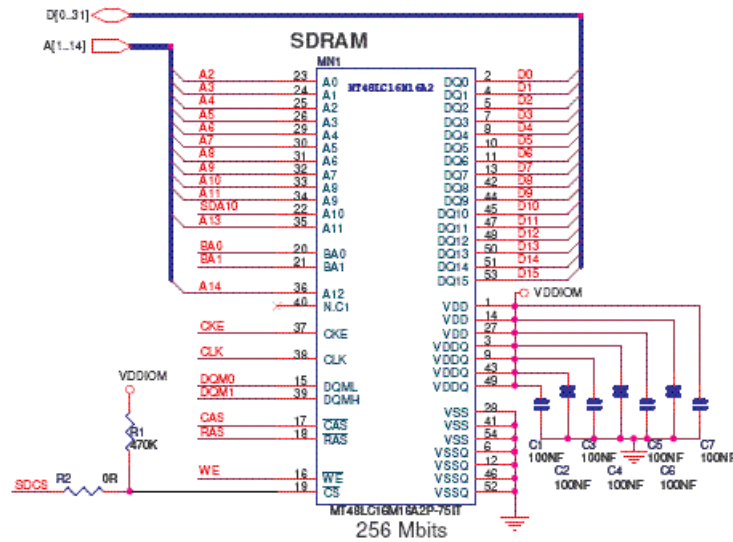 D[0..31]
A[1..14]
SDRAM
MN1
MT48LC16M16A2
A2 23 A0 DQ0 2 D0
A3 24 A1 DQ1 4 D1
A4 25 A2 DQ2 5 D2
A5 26 A3 DQ3 7 D3
A6 29 A4 DQ4 8 D4
A7 30 A5 DQ5 10 D5
A8 31 A6 DQ6 11 D6
A9 32 A7 DQ7 13 D7
A10 33 A8 DQ8 42 D8
A11 34 A9 DQ9 44 D9
SDA10 22 A10 DQ10 45 D10
A13 35 A11 DQ11 47 D11
DQ12 48 D12
BA0 20 BA0 DQ13 50 D13
BA1 21 BA1 DQ14 51 D14
DQ15 53 D15
A14 36 A12
VDDIOM
40 N.C1 VDD 1
VDD 14
CKE 37 CKE VDD 27
VDDQ 3
CLK 38 CLK VDDQ 9
VDDQ 43
VDDIOM
DQM0 15 DQML VDDQ 49
DQM1 39 DQMH
VSS 28
CAS 17 CAS VSS 41
RAS 18 RAS VSS 54
R1
470K
VSSQ 6
VSSQ 12
WE 16 WE VSSQ 46
SDCS R2 0R 19 CS VSSQ 52
C1 C3 C5 C7
100NF 100NF 100NF 100NF
C2 C4 C6
100NF 100NF 100NF
MT48LC16M16A2P-75IT
256 Mbits